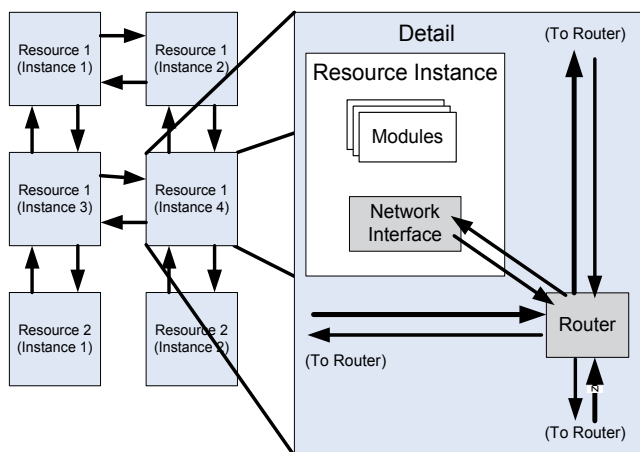 Resource 1
(Instance 1)
Resource 1
(Instance 2)
Resource 1
(Instance 3)
Resource 1
(Instance 4)
Resource 2
(Instance 1)
Resource 2
(Instance 2)
Detail
(To Router)
Resource Instance
Modules
Network
Interface
Router
(To Router)
(To Router)